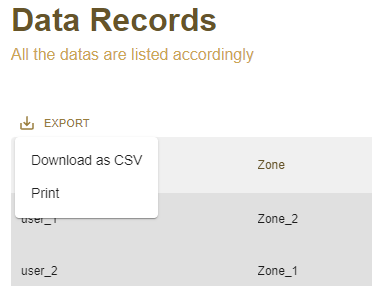 Data Records
All the datas are listed accordingly
EXPORT
Download as CSV
Print
Zone
user_1 Zone_2
user_2 Zone_1